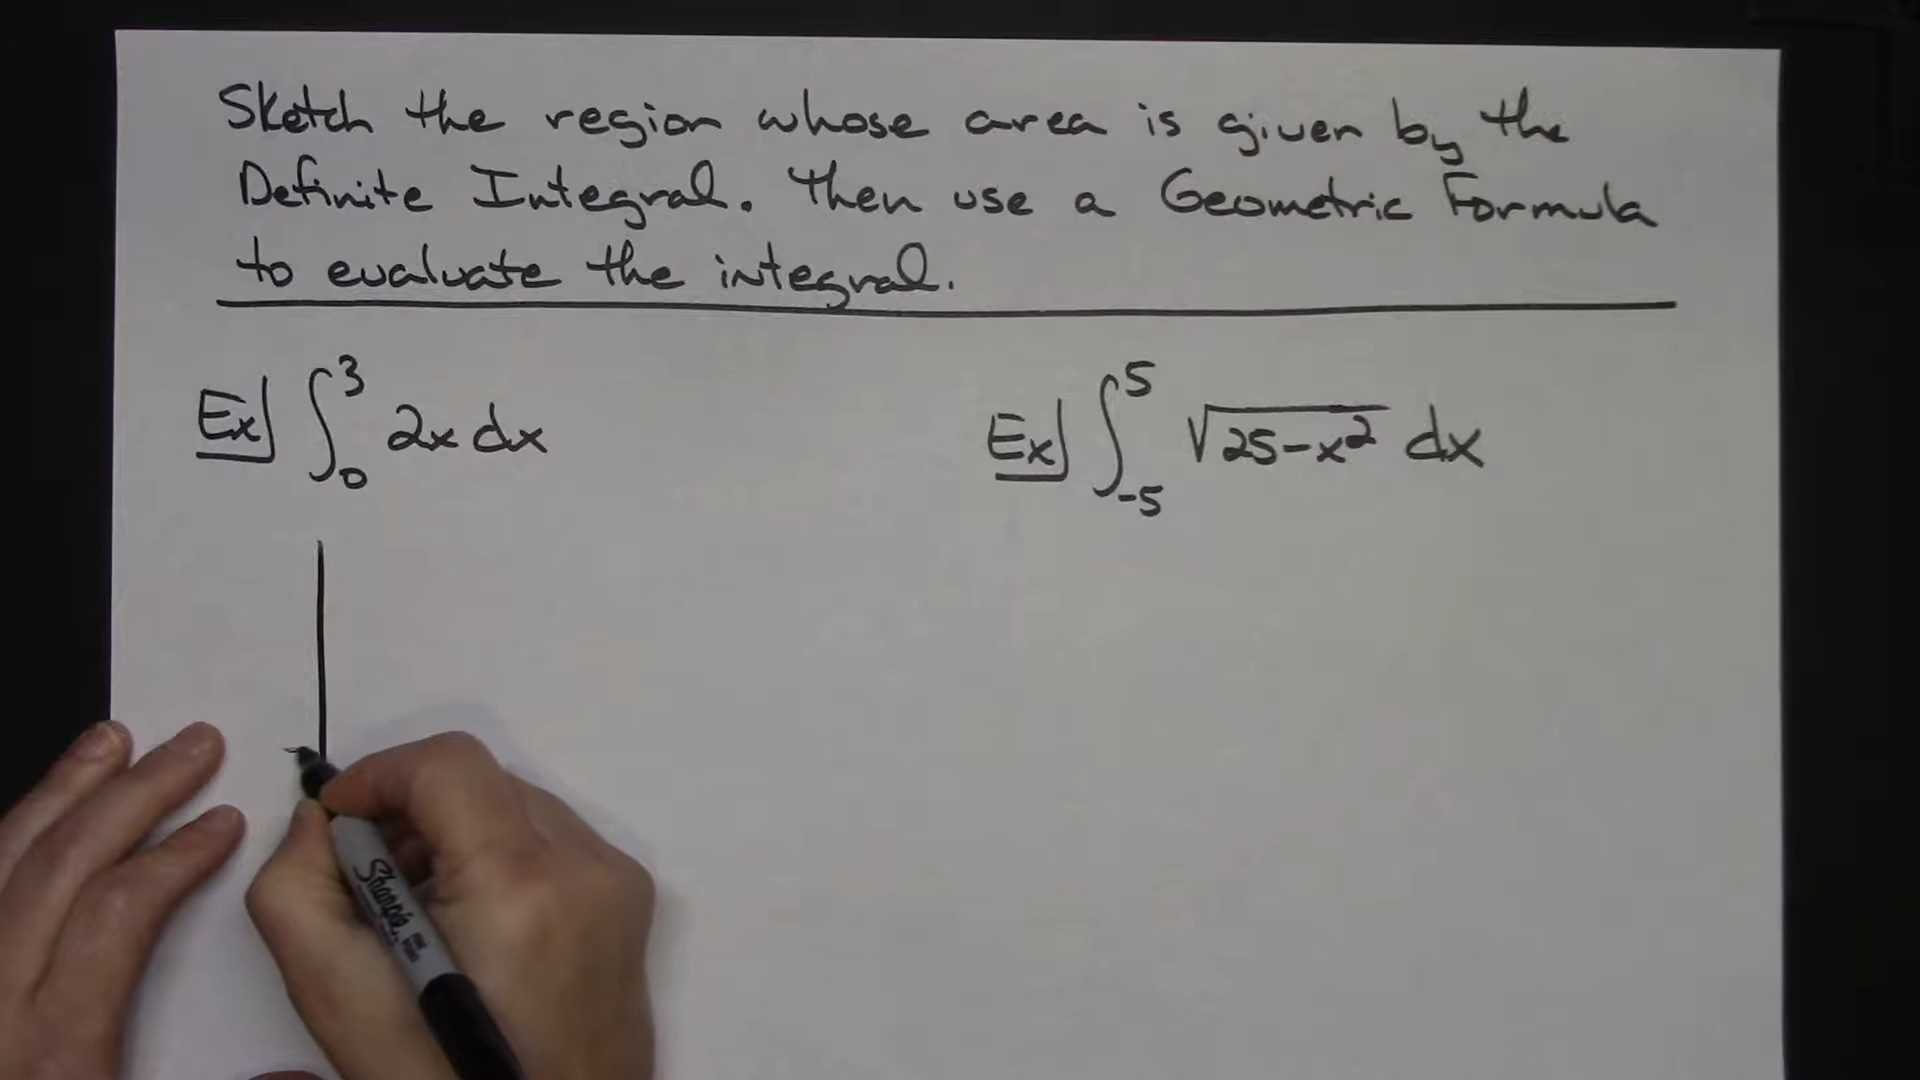 Sketch the region whose area is given by the
Definite Integral. Then use a Geometric Formula
to evaluate the integral.
Ex] ∫₀³ 2x dx
Ex] ∫₋₅⁵ √(25-x²) dx
Sharpie